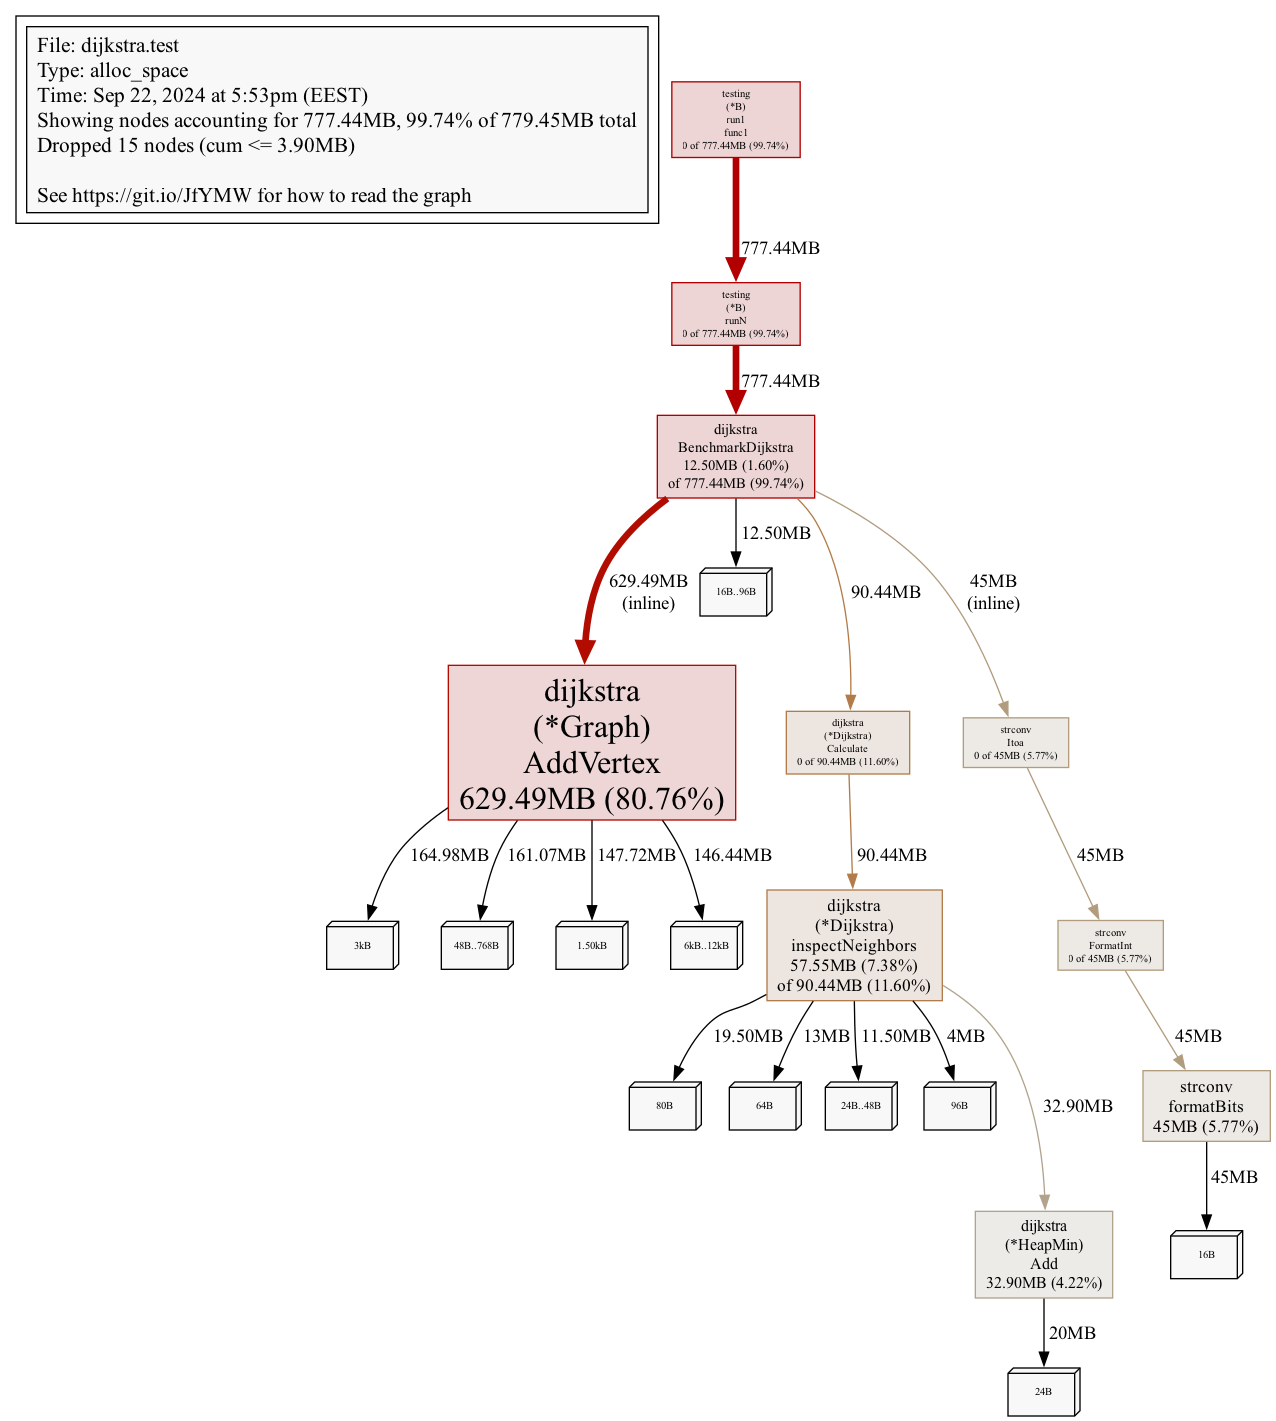 File: dijkstra.test
Type: alloc_space
Time: Sep 22, 2024 at 5:53pm (EEST)
Showing nodes accounting for 777.44MB, 99.74% of 779.45MB total
Dropped 15 nodes (cum <= 3.90MB)
See https://git.io/JfYMW for how to read the graph
testing
(*B)
run1
func1
0 of 777.44MB (99.74%)
777.44MB
testing
(*B)
runN
0 of 777.44MB (99.74%)
777.44MB
dijkstra
BenchmarkDijkstra
12.50MB (1.60%)
of 777.44MB (99.74%)
629.49MB
(inline)
12.50MB
90.44MB
45MB
(inline)
16B..96B
dijkstra
(*Graph)
AddVertex
629.49MB (80.76%)
dijkstra
(*Dijkstra)
Calculate
0 of 90.44MB (11.60%)
strconv
Itoa
0 of 45MB (5.77%)
164.98MB
161.07MB
147.72MB
146.44MB
90.44MB
45MB
3kB
48B..768B
1.50kB
6kB..12kB
dijkstra
(*Dijkstra)
inspectNeighbors
57.55MB (7.38%)
of 90.44MB (11.60%)
strconv
FormatInt
0 of 45MB (5.77%)
19.50MB
13MB
11.50MB
4MB
32.90MB
45MB
80B
64B
24B..48B
96B
strconv
formatBits
45MB (5.77%)
45MB
dijkstra
(*HeapMin)
Add
32.90MB (4.22%)
16B
20MB
24B